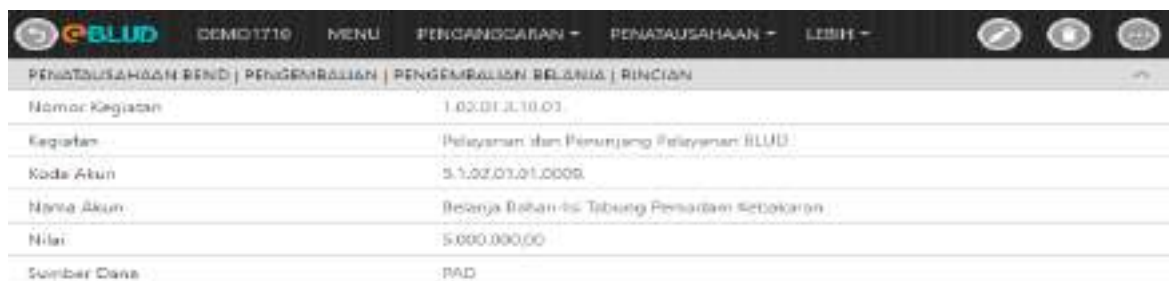 eBLUD DEMO1710 MENU PENGANGGARAN PENATAUSAHAAN LEBIH
PENATAUSAHAAN BEND | PENGEMBALIAN | PENGEMBALIAN BELANJA | RINCIAN
Nomor Kegiatan 1.02.01.2.10.01.
Kegiatan Pelayanan dan Penunjang Pelayanan BLUD
Kode Akun 5.1.02.01.01.0009.
Nama Akun Belanja Bahan-Isi Tabung Pemadam Kebakaran
Nilai 5.000.000,00
Sumber Dana PAD